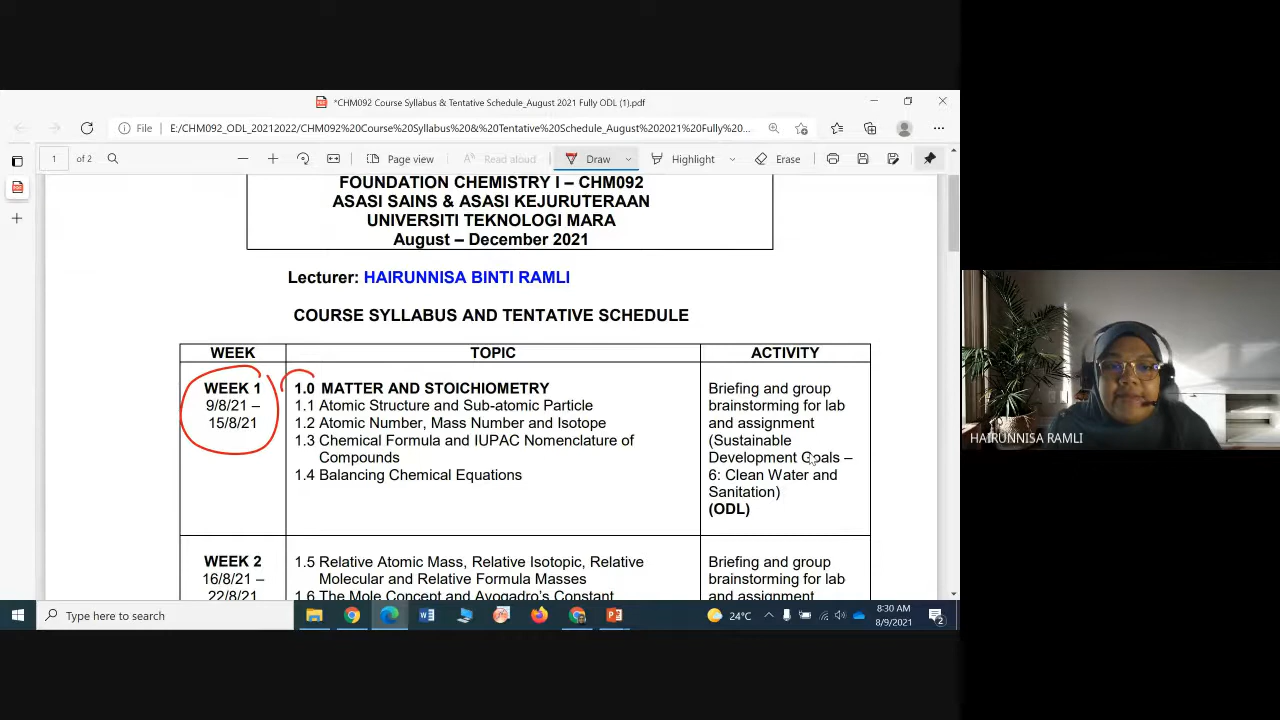 *CHM092 Course Syllabus & Tentative Schedule_August 2021 Fully ODL (1).pdf
File E:/CHM092_ODL_20212022/CHM092%20Course%20Syllabus%20&%20Tentative%20Schedule_August%202021%20Fully%20...
1 of 2 Page view Read aloud Draw Highlight Erase
FOUNDATION CHEMISTRY I – CHM092
ASASI SAINS & ASASI KEJURUTERAAN
UNIVERSITI TEKNOLOGI MARA
August – December 2021
Lecturer: HAIRUNNISA BINTI RAMLI
COURSE SYLLABUS AND TENTATIVE SCHEDULE
WEEK TOPIC ACTIVITY
WEEK 1
9/8/21 –
15/8/21
1.0 MATTER AND STOICHIOMETRY
1.1 Atomic Structure and Sub-atomic Particle
1.2 Atomic Number, Mass Number and Isotope
1.3 Chemical Formula and IUPAC Nomenclature of
Compounds
1.4 Balancing Chemical Equations
Briefing and group
brainstorming for lab
and assignment
(Sustainable
Development Goals –
6: Clean Water and
Sanitation)
(ODL)
WEEK 2
16/8/21 –
22/8/21
1.5 Relative Atomic Mass, Relative Isotopic, Relative
Molecular and Relative Formula Masses
1.6 The Mole Concept and Avogadro's Constant
Briefing and group
brainstorming for lab
and assignment
HAIRUNNISA RAMLI
Type here to search
24°C
8:30 AM
8/9/2021
2